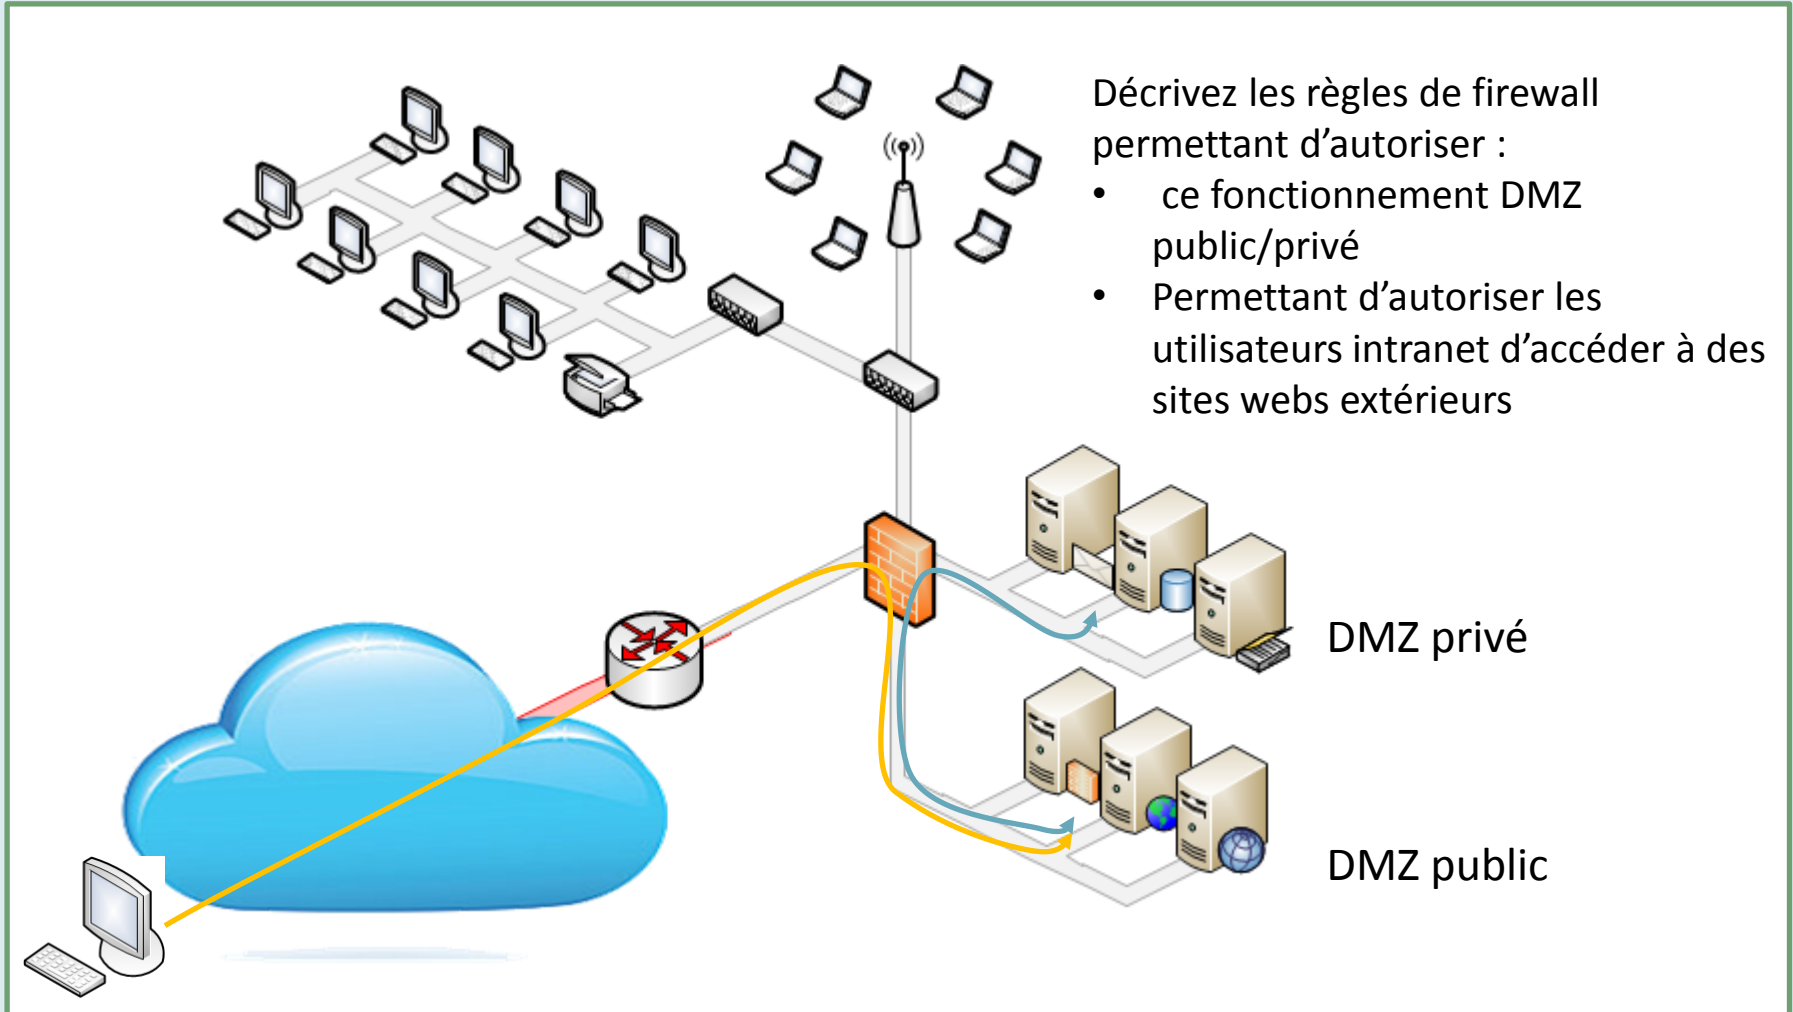 Décrivez les règles de firewall
permettant d’autoriser :
• ce fonctionnement DMZ
public/privé
• Permettant d’autoriser les
utilisateurs intranet d’accéder à des
sites webs extérieurs
DMZ privé
DMZ public